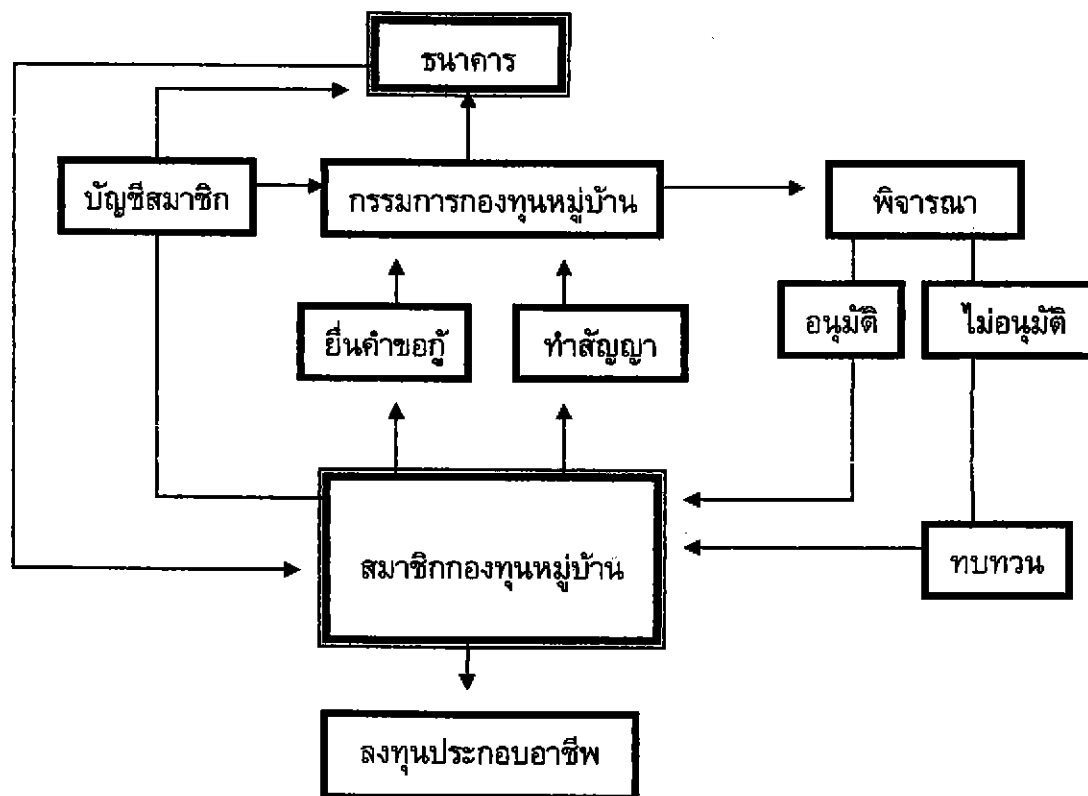 ธนาคาร
บัญชีสมาชิก
กรรมการกองทุนหมู่บ้าน
พิจารณา
ยื่นคำขอกู้
ทำสัญญา
อนุมัติ
ไม่อนุมัติ
สมาชิกกองทุนหมู่บ้าน
ทบทวน
ลงทุนประกอบอาชีพ